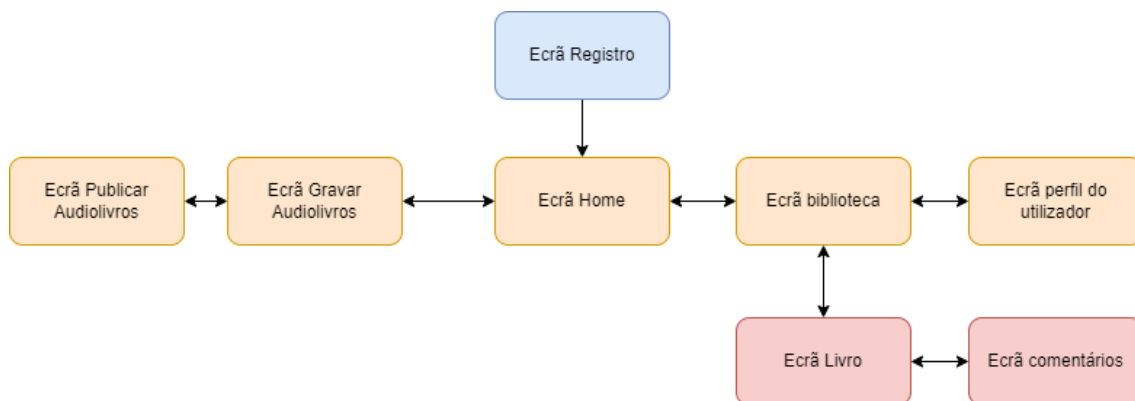 Ecrã Registro
Ecrã Publicar
Audiolivros
Ecrã Gravar
Audiolivros
Ecrã Home
Ecrã biblioteca
Ecrã perfil do
utilizador
Ecrã Livro
Ecrã comentários